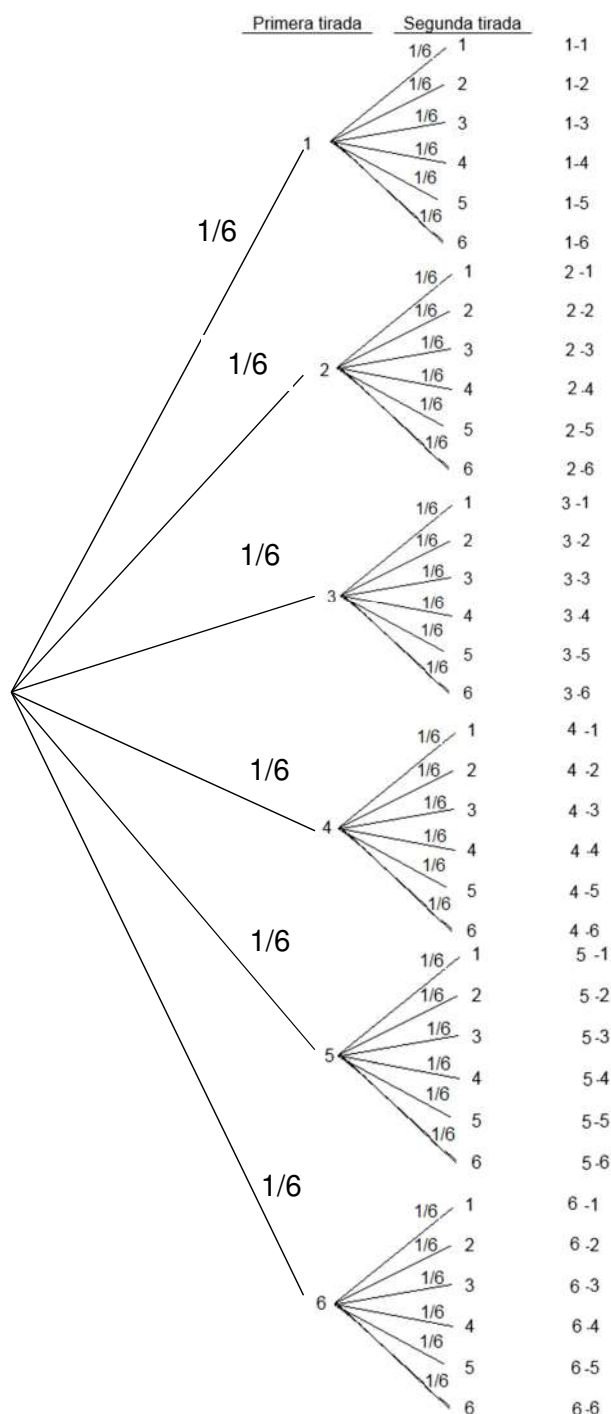 Primera tirada Segunda tirada
1/6 1 1-1
1/6 2 1-2
1/6 3 1-3
1 1/6 4 1-4
1/6 5 1-5
1/6 6 1-6
1/6
1/6 1 2 -1
1/6 2 2 -2
1/6 3 2 -3
1/6 2 1/6 4 2 -4
1/6 5 2 -5
1/6 6 2 -6
1/6 1 3 -1
1/6 2 3 -2
1/6 1/6 3 3 -3
3 1/6 4 3 -4
1/6 5 3 -5
1/6 6 3 -6
1/6 1 4 -1
1/6 1/6 2 4 -2
1/6 3 4 -3
4 1/6 4 4 -4
1/6 5 4 -5
1/6 6 4 -6
1/6 1/6 1 5 -1
1/6 2 5 -2
1/6 3 5 -3
5 1/6 4 5 -4
1/6 5 5 -5
1/6 6 5 -6
1/6
1/6 1 6 -1
1/6 2 6 -2
1/6 3 6 -3
6 1/6 4 6 -4
1/6 5 6 -5
1/6 6 6 -6